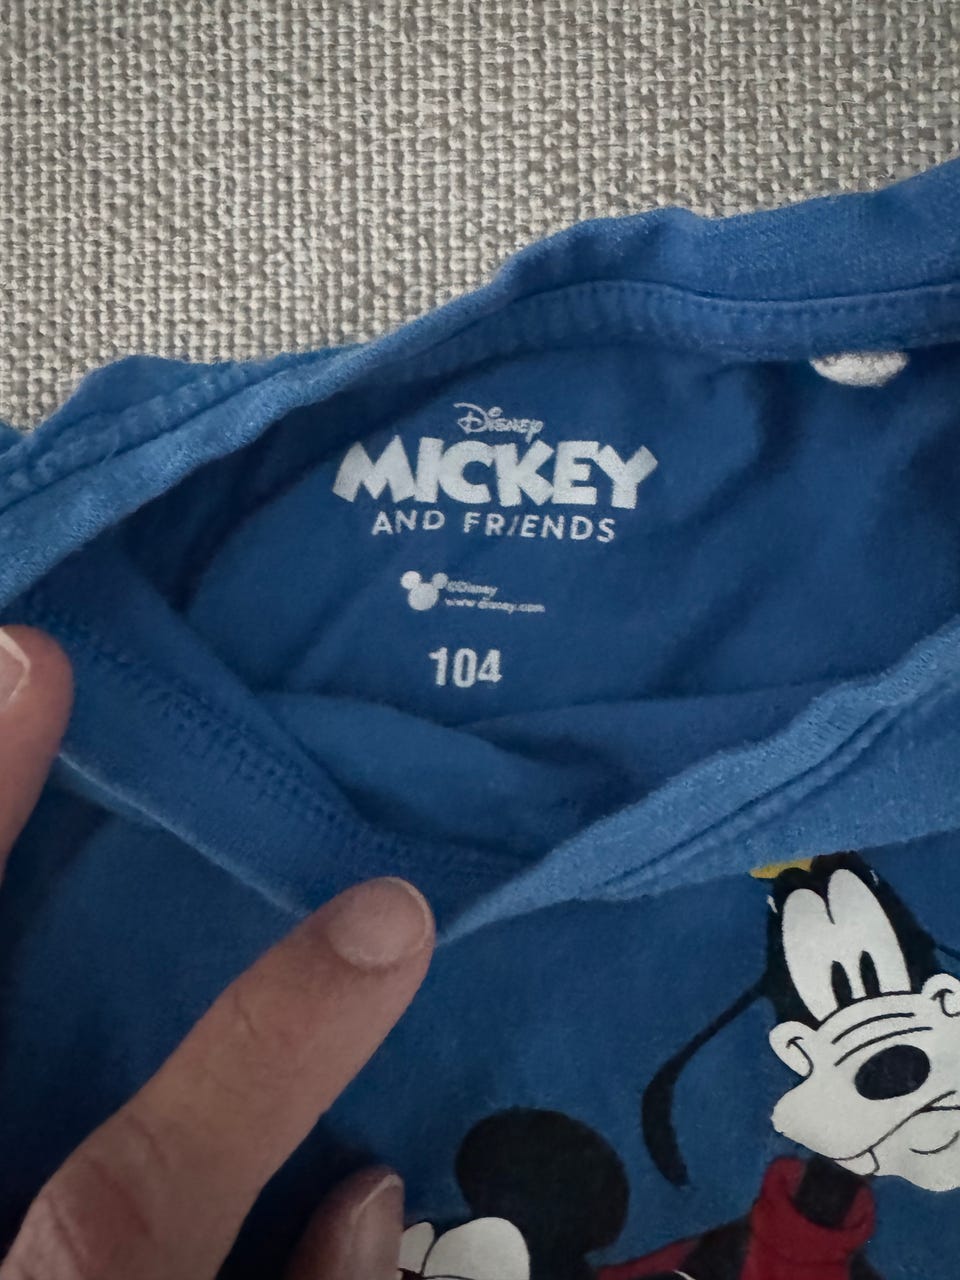 Disney
MICKEY
AND FRIENDS
©Disney
www.disney.com
104